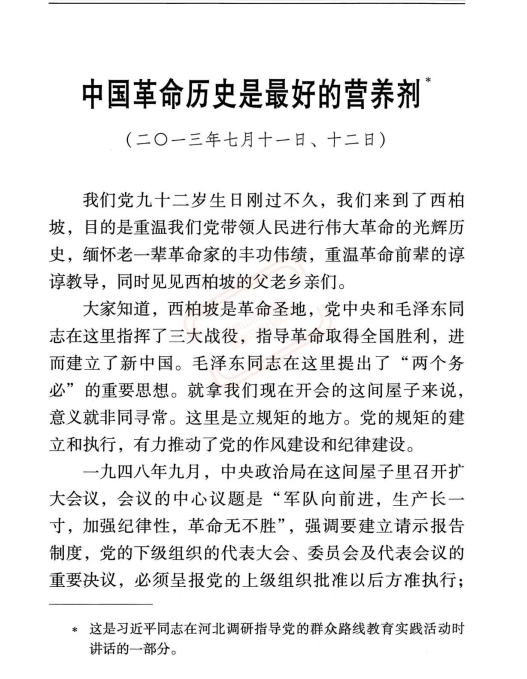 中国革命历史是最好的营养剂*
（二〇一三年七月十一日、十二日）
我们党九十二岁生日刚过不久，我们来到了西柏
坡，目的是重温我们党带领人民进行伟大革命的光辉历
史，缅怀老一辈革命家的丰功伟绩，重温革命前辈的谆
谆教导，同时见见西柏坡的父老乡亲们。
大家知道，西柏坡是革命圣地，党中央和毛泽东同
志在这里指挥了三大战役，指导革命取得全国胜利，进
而建立了新中国。毛泽东同志在这里提出了“两个务
必”的重要思想。就拿我们现在开会的这间屋子来说，
意义就非同寻常。这里是立规矩的地方。党的规矩的建
立和执行，有力推动了党的作风建设和纪律建设。
一九四八年九月，中央政治局在这间屋子里召开扩
大会议，会议的中心议题是“军队向前进，生产长一
寸，加强纪律性，革命无不胜”，强调要建立请示报告
制度，党的下级组织的代表大会、委员会及代表会议的
重要决议，必须呈报党的上级组织批准以后方准执行；
* 这是习近平同志在河北调研指导党的群众路线教育实践活动时
讲话的一部分。